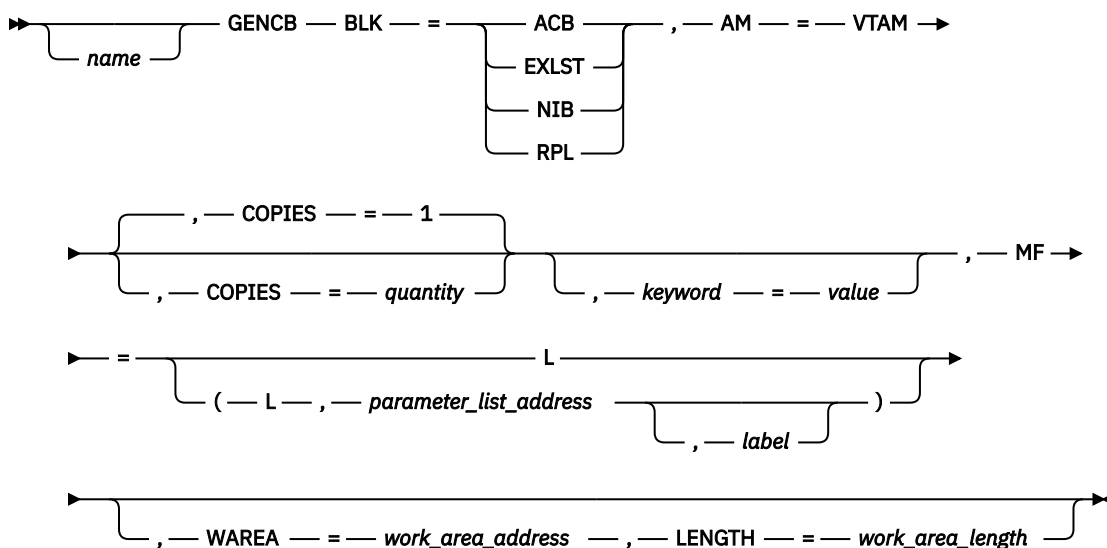 GENCB BLK = ACB , AM = VTAM
name EXLST
NIB
RPL
, COPIES = 1
, MF
, COPIES = quantity , keyword = value
= L
( L , parameter_list_address )
, label
, WAREA = work_area_address , LENGTH = work_area_length